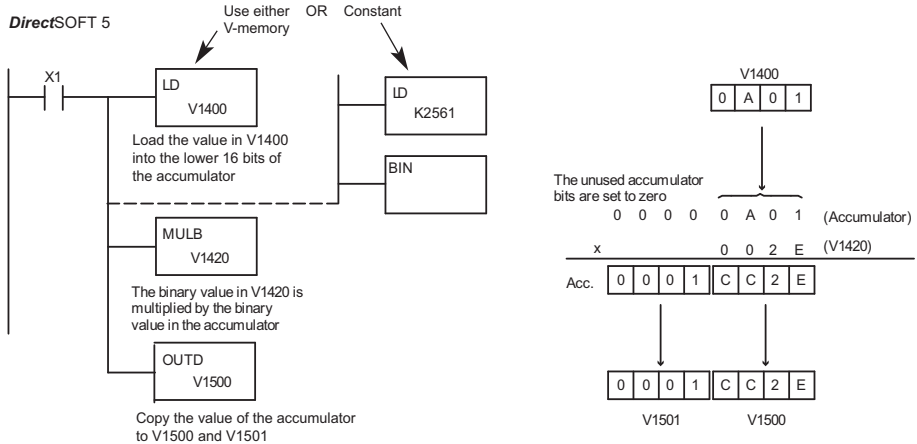 DirectSOFT 5
Use either OR Constant
V-memory
X1
LD
V1400
LD
K2561
Load the value in V1400
into the lower 16 bits of
the accumulator
BIN
MULB
V1420
The binary value in V1420 is
multiplied by the binary
value in the accumulator
OUTD
V1500
Copy the value of the accumulator
to V1500 and V1501
V1400
0 A 0 1
The unused accumulator
bits are set to zero
0 0 0 0 0 A 0 1 (Accumulator)
x 0 0 2 E (V1420)
Acc. 0 0 0 1 C C 2 E
0 0 0 1 C C 2 E
V1501 V1500